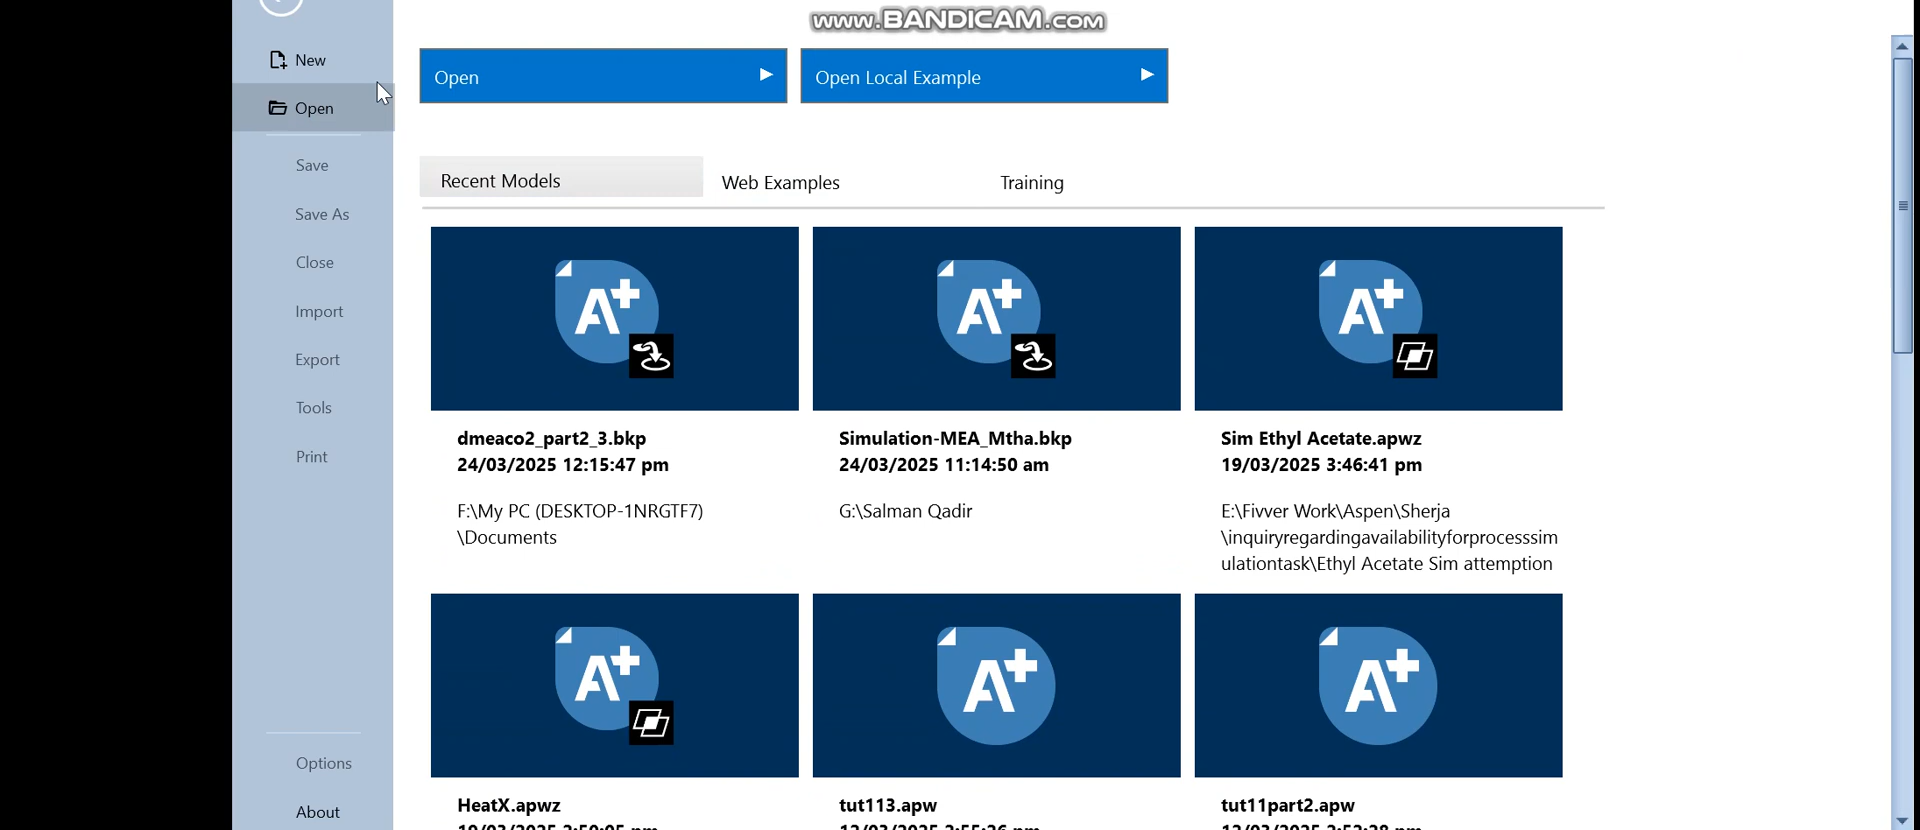 www.BANDICAM.com
New
Open
Save
Save As
Close
Import
Export
Tools
Print
Options
About
Open
Open Local Example
Recent Models
Web Examples
Training
A+
A+
A+
dmeaco2_part2_3.bkp
24/03/2025 12:15:47 pm
F:\My PC (DESKTOP-1NRGTF7)
\Documents
Simulation-MEA_Mtha.bkp
24/03/2025 11:14:50 am
G:\Salman Qadir
Sim Ethyl Acetate.apwz
19/03/2025 3:46:41 pm
E:\Fivver Work\Aspen\Sherja
\inquiryregardingavailabilityforprocesssim
ulationtask\Ethyl Acetate Sim attemption
A+
A+
A+
HeatX.apwz
tut113.apw
tut11part2.apw